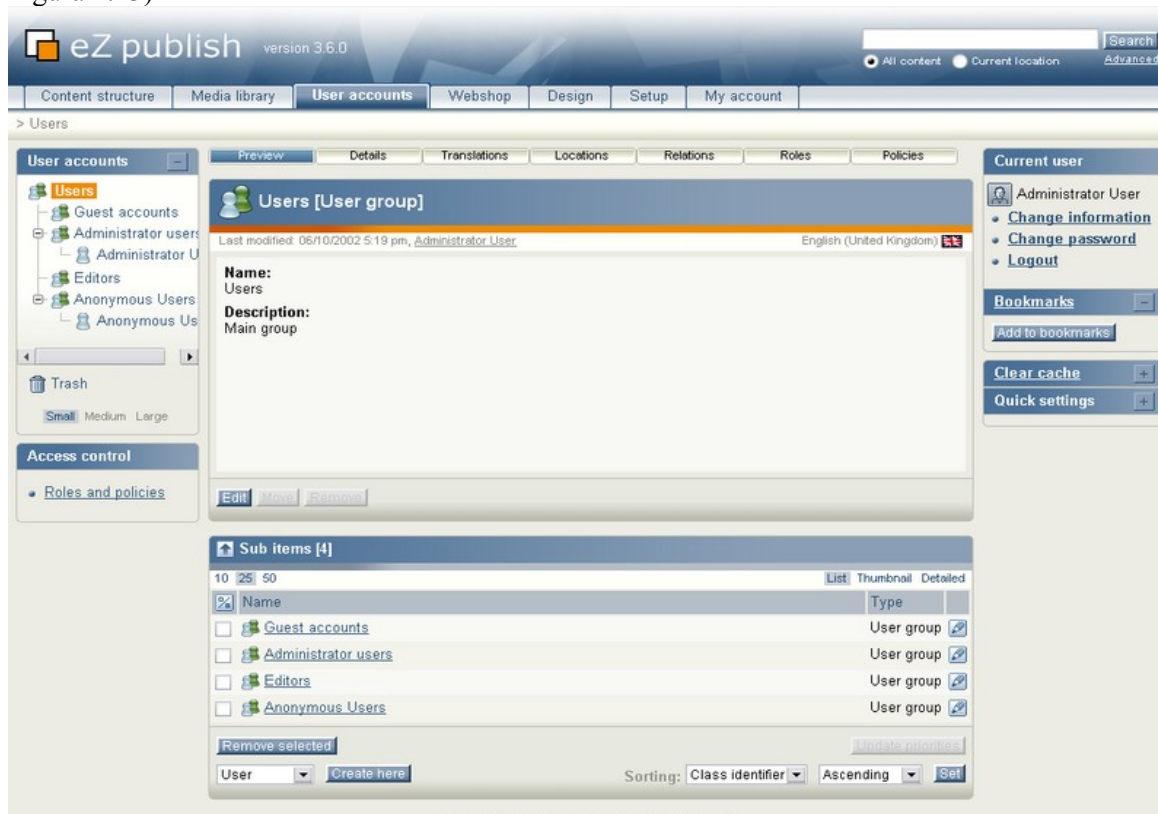 eZ publish version 3.6.0
Search
All content Current location Advanced
Content structure Media library User accounts Webshop Design Setup My account
> Users
User accounts
Users
Guest accounts
Administrator users
Administrator U
Editors
Anonymous Users
Anonymous Us
Trash
Small Medium Large
Access control
Roles and policies
Preview Details Translations Locations Relations Roles Policies
Users [User group]
Last modified: 06/10/2002 5:19 pm, Administrator User English (United Kingdom)
Name:
Users
Description:
Main group
Edit Move Remove
Sub items [4]
10 25 50 List Thumbnail Detailed
Name Type
Guest accounts User group
Administrator users User group
Editors User group
Anonymous Users User group
Remove selected Update priorities
User Create here Sorting: Class identifier Ascending Set
Current user
Administrator User
Change information
Change password
Logout
Bookmarks
Add to bookmarks
Clear cache
Quick settings